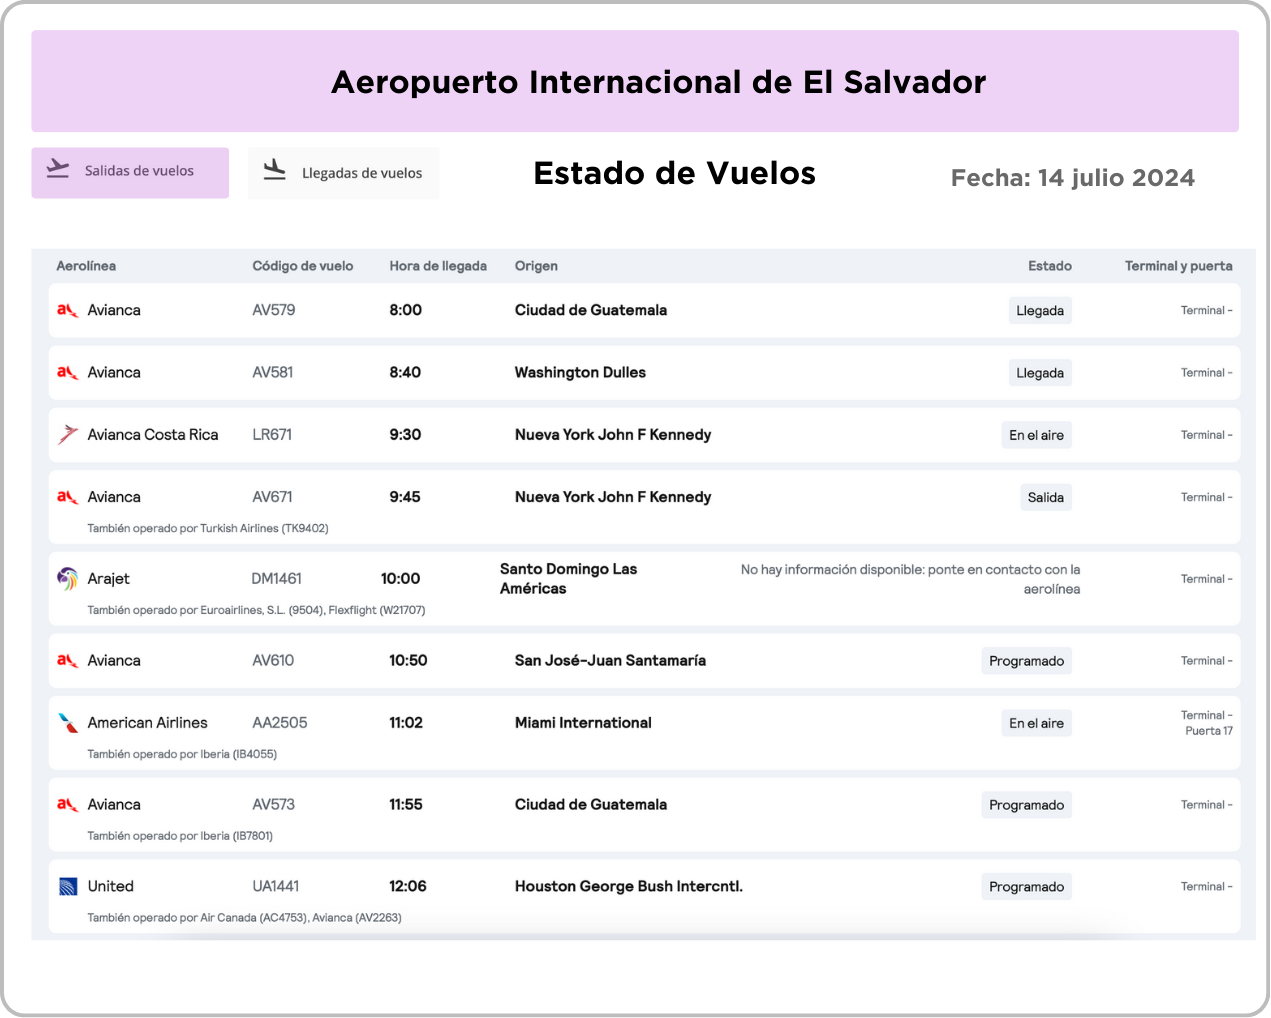 Aeropuerto Internacional de El Salvador
Salidas de vuelos
Llegadas de vuelos
Estado de Vuelos
Fecha: 14 julio 2024
Aerolínea Código de vuelo Hora de llegada Origen Estado Terminal y puerta
Avianca AV579 8:00 Ciudad de Guatemala Llegada Terminal -
Avianca AV581 8:40 Washington Dulles Llegada Terminal -
Avianca Costa Rica LR671 9:30 Nueva York John F Kennedy En el aire Terminal -
Avianca AV671 9:45 Nueva York John F Kennedy Salida Terminal -
También operado por Turkish Airlines (TK9402)
Arajet DM1461 10:00 Santo Domingo Las Américas No hay información disponible: ponte en contacto con la aerolínea Terminal -
También operado por Euroairlines, S.L. (9504), Flexflight (W21707)
Avianca AV610 10:50 San José-Juan Santamaría Programado Terminal -
American Airlines AA2505 11:02 Miami International En el aire Terminal - Puerta 17
También operado por Iberia (IB4055)
Avianca AV573 11:55 Ciudad de Guatemala Programado Terminal -
También operado por Iberia (IB7801)
United UA1441 12:06 Houston George Bush Intercntl. Programado Terminal -
También operado por Air Canada (AC4753), Avianca (AV2263)